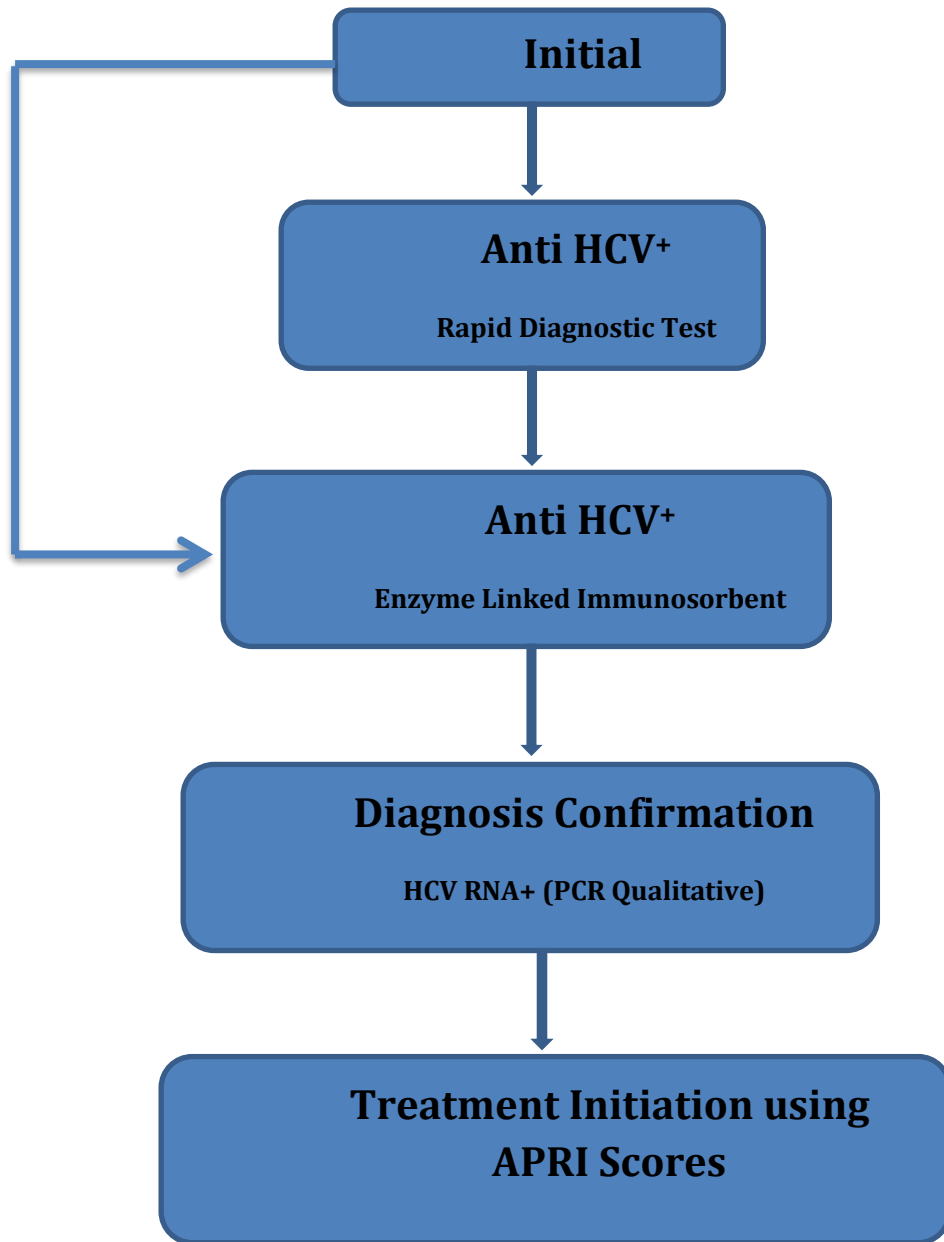 Initial
Anti HCV⁺
Rapid Diagnostic Test
Anti HCV⁺
Enzyme Linked Immunosorbent
Diagnosis Confirmation
HCV RNA+ (PCR Qualitative)
Treatment Initiation using
APRI Scores